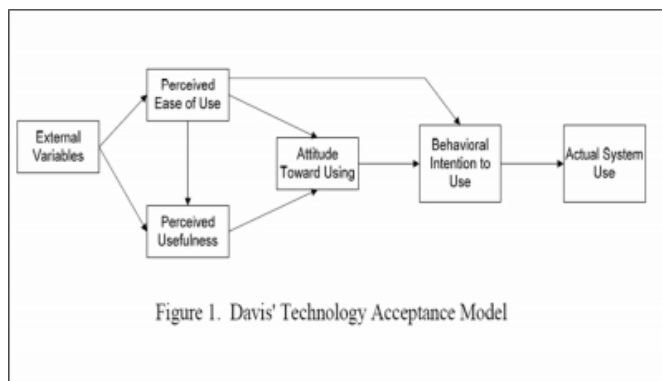 Perceived
Ease of Use
External
Variables
Attitude
Toward Using
Behavioral
Intention to
Use
Actual System
Use
Perceived
Usefulness
Figure 1. Davis' Technology Acceptance Model